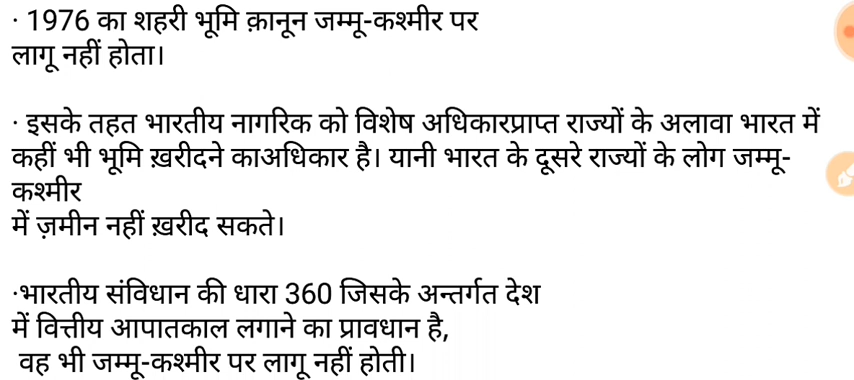 · 1976 का शहरी भूमि क़ानून जम्मू-कश्मीर पर
लागू नहीं होता।
· इसके तहत भारतीय नागरिक को विशेष अधिकारप्राप्त राज्यों के अलावा भारत में
कहीं भी भूमि ख़रीदने काअधिकार है। यानी भारत के दूसरे राज्यों के लोग जम्मू-
कश्मीर
में ज़मीन नहीं ख़रीद सकते।
·भारतीय संविधान की धारा 360 जिसके अन्तर्गत देश
में वित्तीय आपातकाल लगाने का प्रावधान है,
वह भी जम्मू-कश्मीर पर लागू नहीं होती।